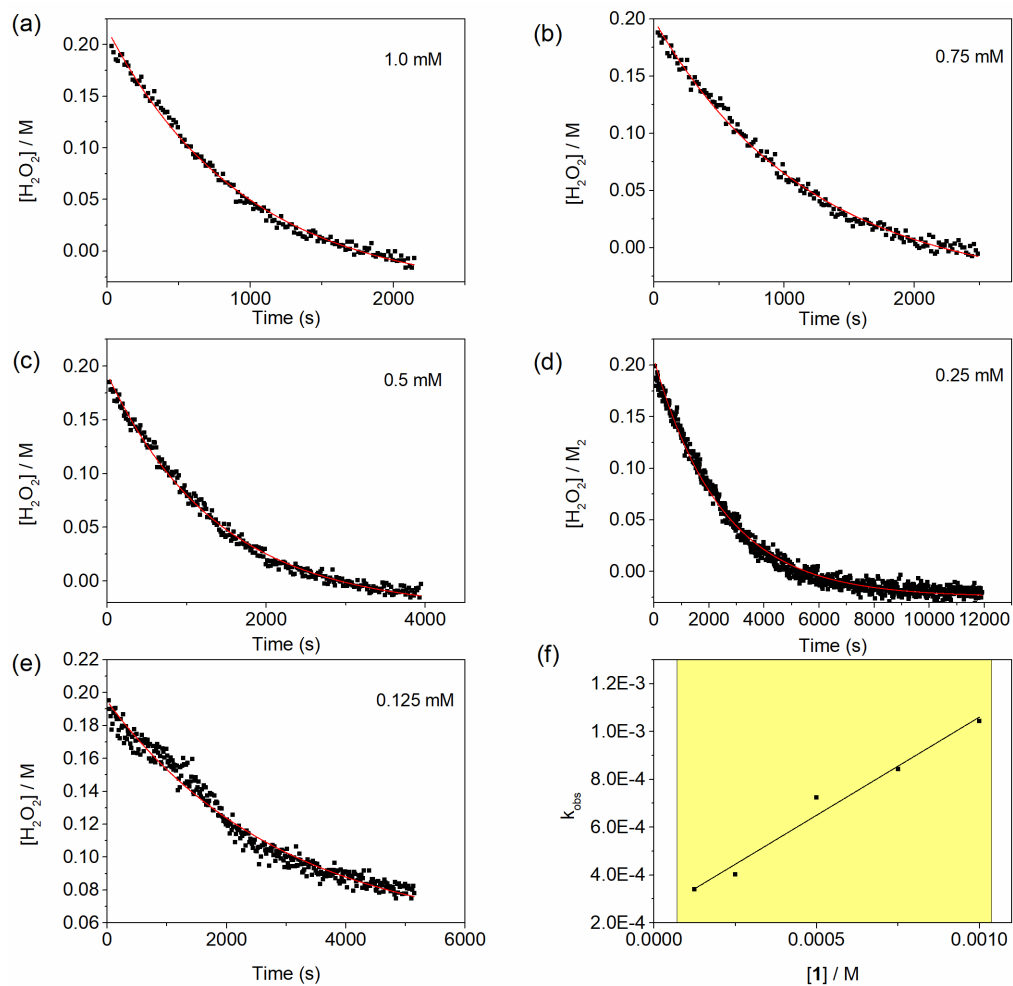 (a)
1.0 mM
0.20
0.15
0.10
0.05
0.00
[H₂O₂] / M
0 1000 2000
Time (s)
(b)
0.75 mM
0.20
0.15
0.10
0.05
0.00
[H₂O₂] / M
0 1000 2000
Time (s)
(c)
0.5 mM
0.20
0.15
0.10
0.05
0.00
[H₂O₂] / M
0 2000 4000
Time (s)
(d)
0.25 mM
0.20
0.15
0.10
0.05
0.00
[H₂O₂] / M₂
0 2000 4000 6000 8000 10000 12000
Time (s)
(e)
0.125 mM
0.22
0.20
0.18
0.16
0.14
0.12
0.10
0.08
0.06
[H₂O₂] / M
0 2000 4000 6000
Time (s)
(f)
1.2E-3
1.0E-3
8.0E-4
6.0E-4
4.0E-4
2.0E-4
k_obs
0.0000 0.0005 0.0010
[1] / M